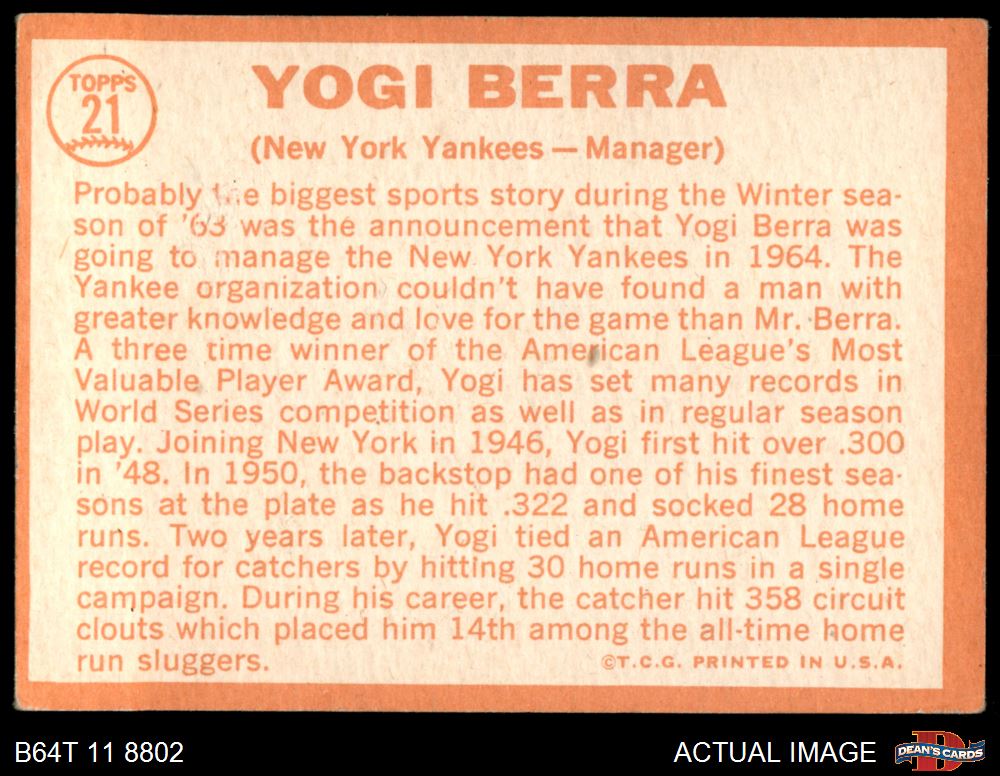 TOPPS
21
YOGI BERRA
(New York Yankees — Manager)
Probably the biggest sports story during the Winter sea-
son of '63 was the announcement that Yogi Berra was
going to manage the New York Yankees in 1964. The
Yankee organization couldn't have found a man with
greater knowledge and love for the game than Mr. Berra.
A three time winner of the American League's Most
Valuable Player Award, Yogi has set many records in
World Series competition as well as in regular season
play. Joining New York in 1946, Yogi first hit over .300
in '48. In 1950, the backstop had one of his finest sea-
sons at the plate as he hit .322 and socked 28 home
runs. Two years later, Yogi tied an American League
record for catchers by hitting 30 home runs in a single
campaign. During his career, the catcher hit 358 circuit
clouts which placed him 14th among the all-time home
run sluggers.
©T.C.G. PRINTED IN U.S.A.
B64T 11 8802
ACTUAL IMAGE
D
DEAN'S CARDS